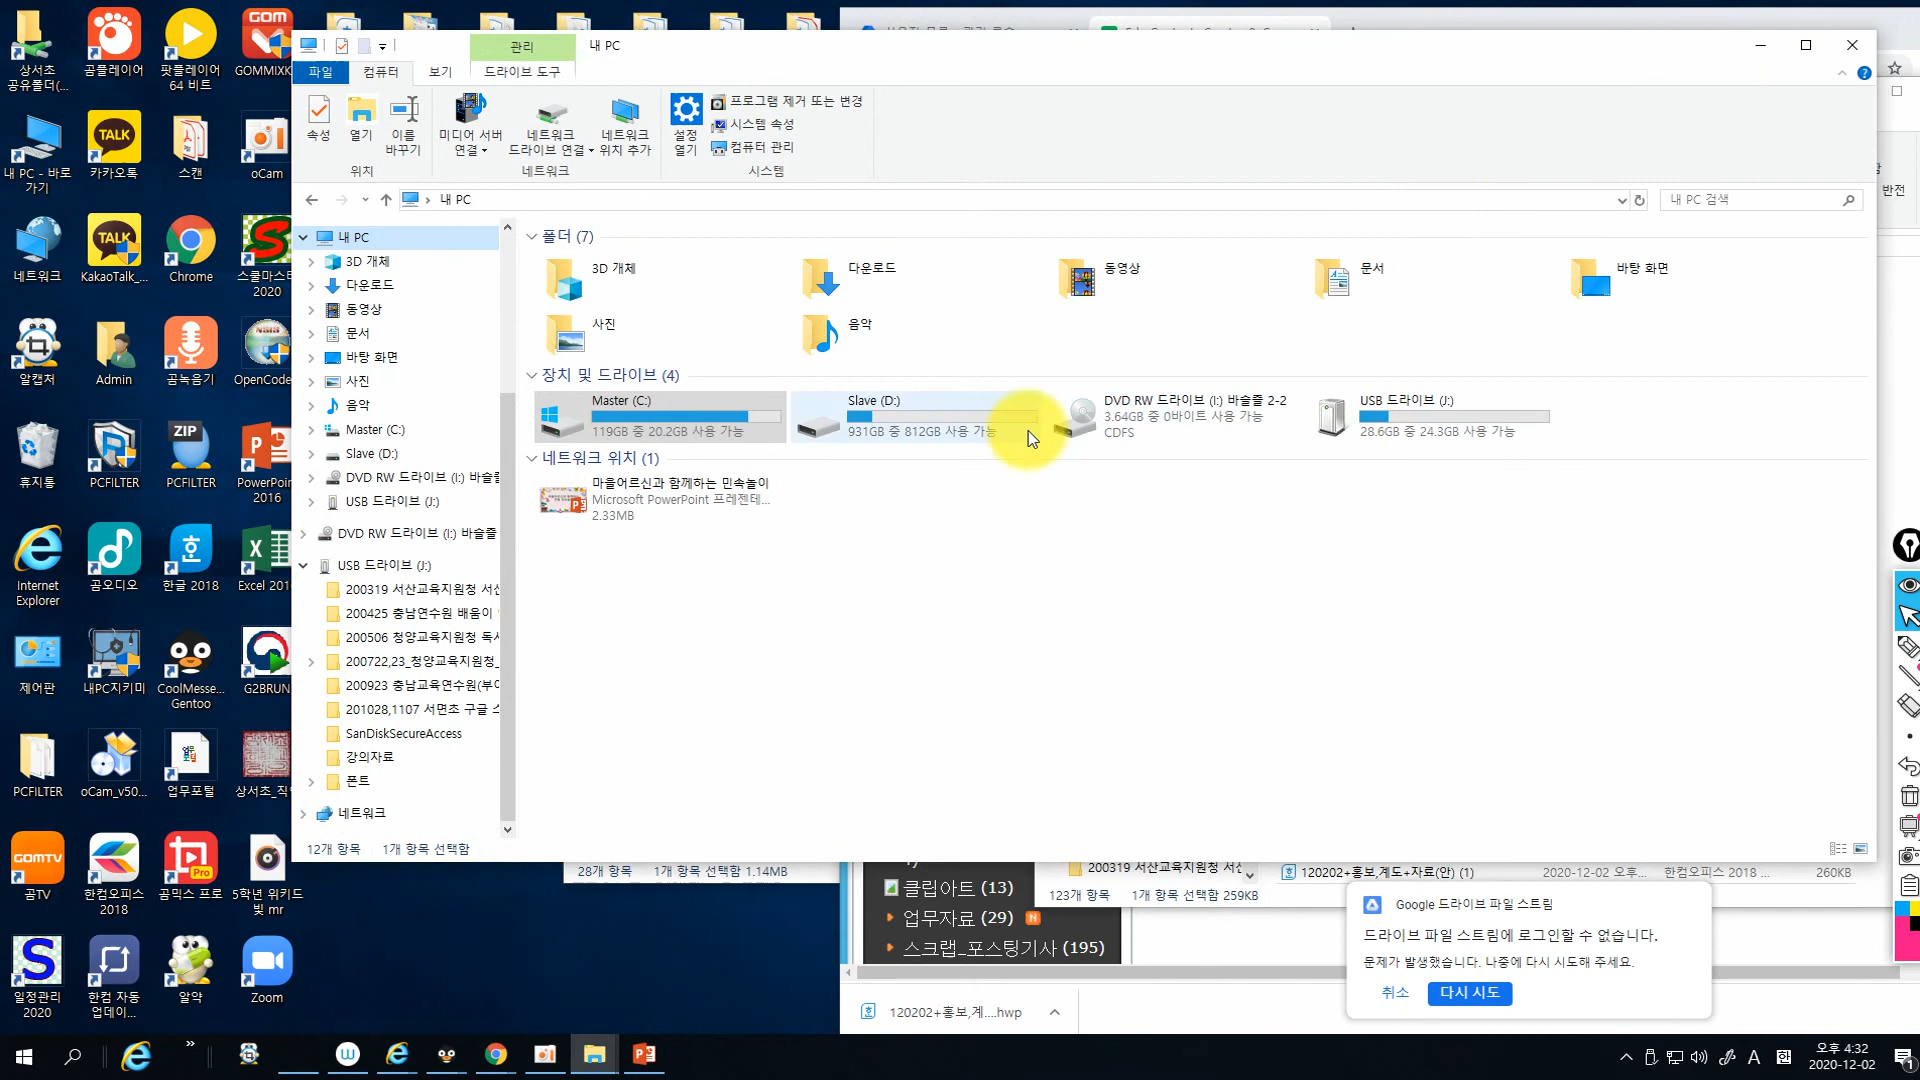 상서초
공유폴더(...
곰플레이어
팟플레이어
64 비트
GOMMIXK
내 PC - 바로
가기
카카오톡
스캔
oCam
네트워크
KakaoTalk_...
Chrome
스쿨마스터
2020
알캡처
Admin
곰녹음기
OpenCode
휴지통
PCFILTER
PCFILTER
PowerPoint
2016
Internet
Explorer
곰오디오
한글 2018
Excel 201
제어판
내PC지키미
CoolMesse...
Gentoo
G2BRUN
PCFILTER
oCam_v50...
업무포털
상서초_직
곰TV
한컴오피스
2018
곰믹스 프로
5학년 위키드
빛 mr
일정관리
2020
한컴 자동
업데이...
알약
Zoom
관리
내 PC
파일
컴퓨터
보기
드라이브 도구
속성
열기
이름
바꾸기
위치
미디어 서버
연결
네트워크
드라이브 연결
네트워크
위치 추가
네트워크
설정
열기
프로그램 제거 또는 변경
시스템 속성
컴퓨터 관리
시스템
내 PC
내 PC 검색
반전
내 PC
3D 개체
다운로드
동영상
문서
바탕 화면
사진
음악
Master (C:)
Slave (D:)
DVD RW 드라이브 (I:) 바슬즐
USB 드라이브 (J:)
DVD RW 드라이브 (I:) 바슬즐
USB 드라이브 (J:)
200319 서산교육지원청 서산
200425 충남연수원 배움이
200506 청양교육지원청 독서
200722,23_청양교육지원청_
200923 충남교육연수원(부여
201028,1107 서면초 구글 스
SanDiskSecureAccess
강의자료
폰트
네트워크
폴더 (7)
3D 개체
다운로드
동영상
문서
바탕 화면
사진
음악
장치 및 드라이브 (4)
Master (C:)
119GB 중 20.2GB 사용 가능
Slave (D:)
931GB 중 812GB 사용 가능
DVD RW 드라이브 (I:) 바슬즐 2-2
3.64GB 중 0바이트 사용 가능
CDFS
USB 드라이브 (J:)
28.6GB 중 24.3GB 사용 가능
네트워크 위치 (1)
마을어르신과 함께하는 민속놀이
Microsoft PowerPoint 프레젠테...
2.33MB
12개 항목
1개 항목 선택함
28개 항목
1개 항목 선택함 1.14MB
클립아트 (13)
업무자료 (29)
스크랩_포스팅기사 (195)
200319 서산교육지원청 서산
120202+홍보,계도+자료(안) (1)
2020-12-02 오후...
한컴오피스 2018 ...
260KB
123개 항목
1개 항목 선택함 259KB
Google 드라이브 파일 스트림
드라이브 파일 스트림에 로그인할 수 없습니다.
문제가 발생했습니다. 나중에 다시 시도해 주세요.
취소
다시 시도
120202+홍보,계....hwp
A
한
오후 4:32
2020-12-02